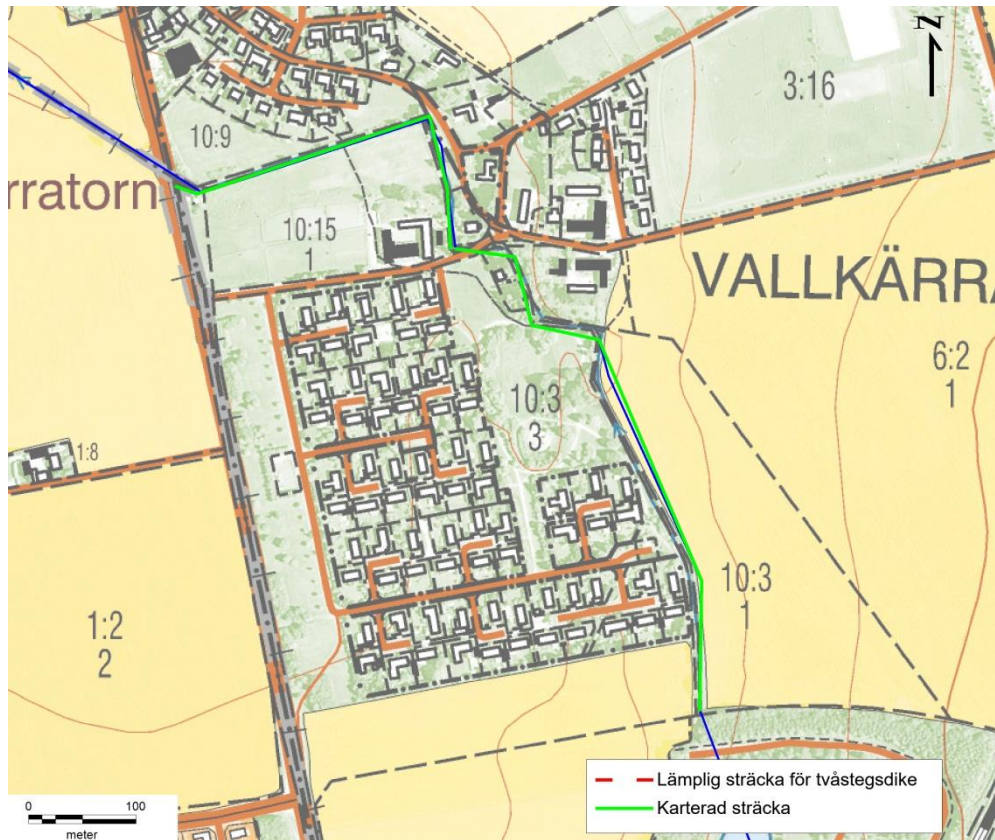 N
3:16
10:9
rratorn
10:15
1
VALLKÄRRA
6:2
1
10:3
3
1:8
10:3
1
1:2
2
Lämplig sträcka för tvåstegsdike
Karterad sträcka
0 100
meter